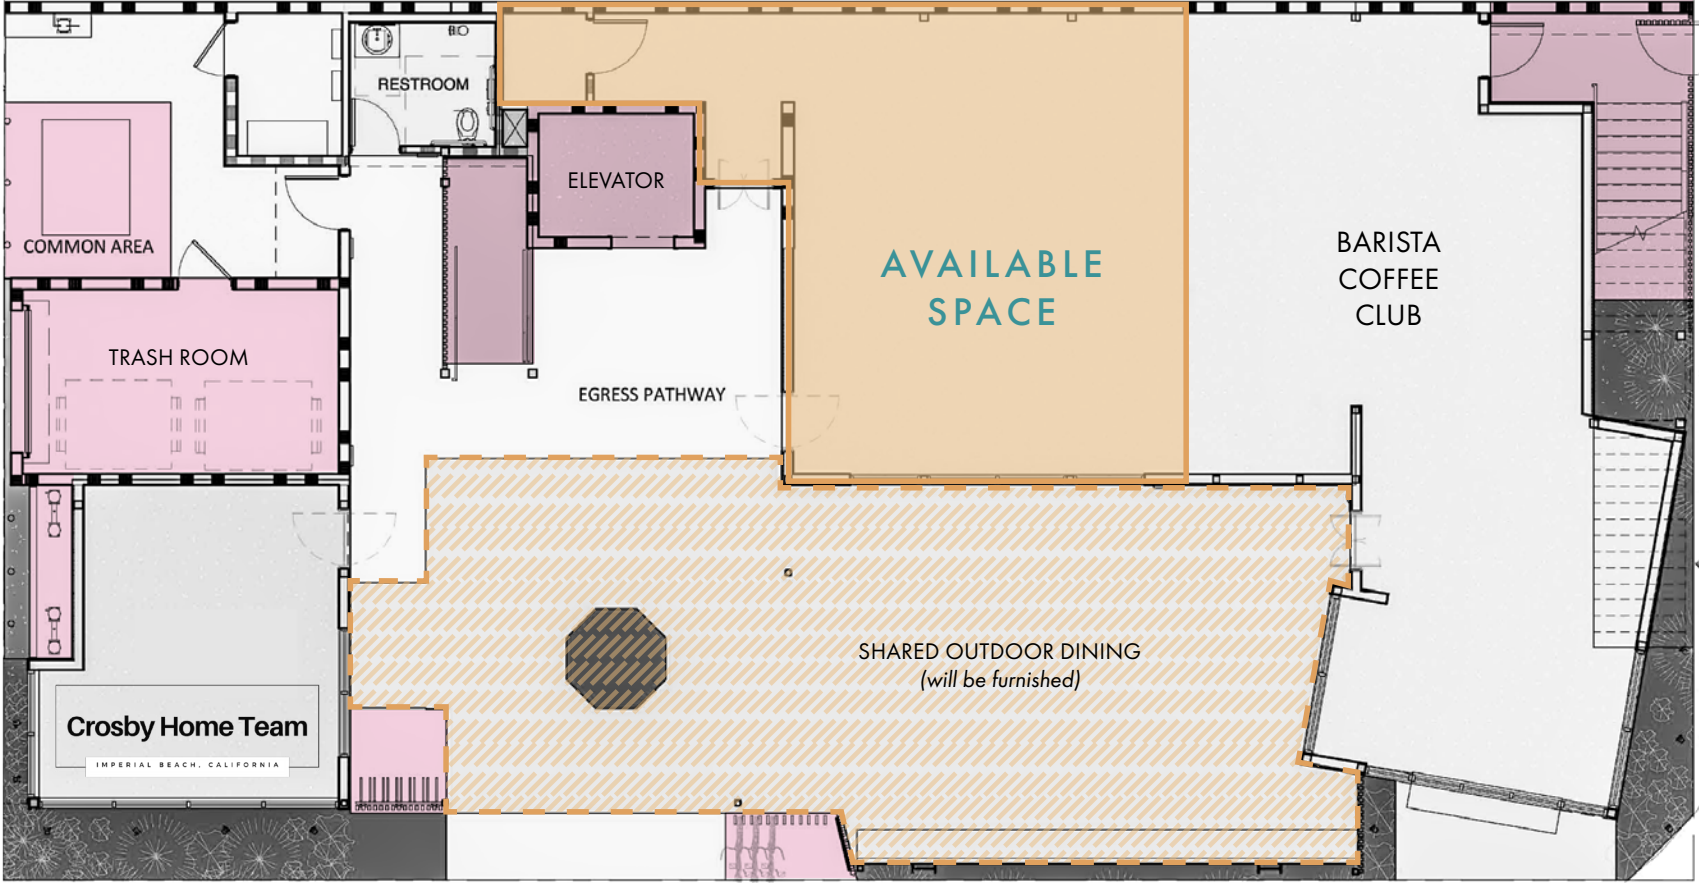 RESTROOM
ELEVATOR
COMMON AREA
AVAILABLE
SPACE
BARISTA
COFFEE
CLUB
TRASH ROOM
EGRESS PATHWAY
SHARED OUTDOOR DINING
(will be furnished)
Crosby Home Team
IMPERIAL BEACH, CALIFORNIA